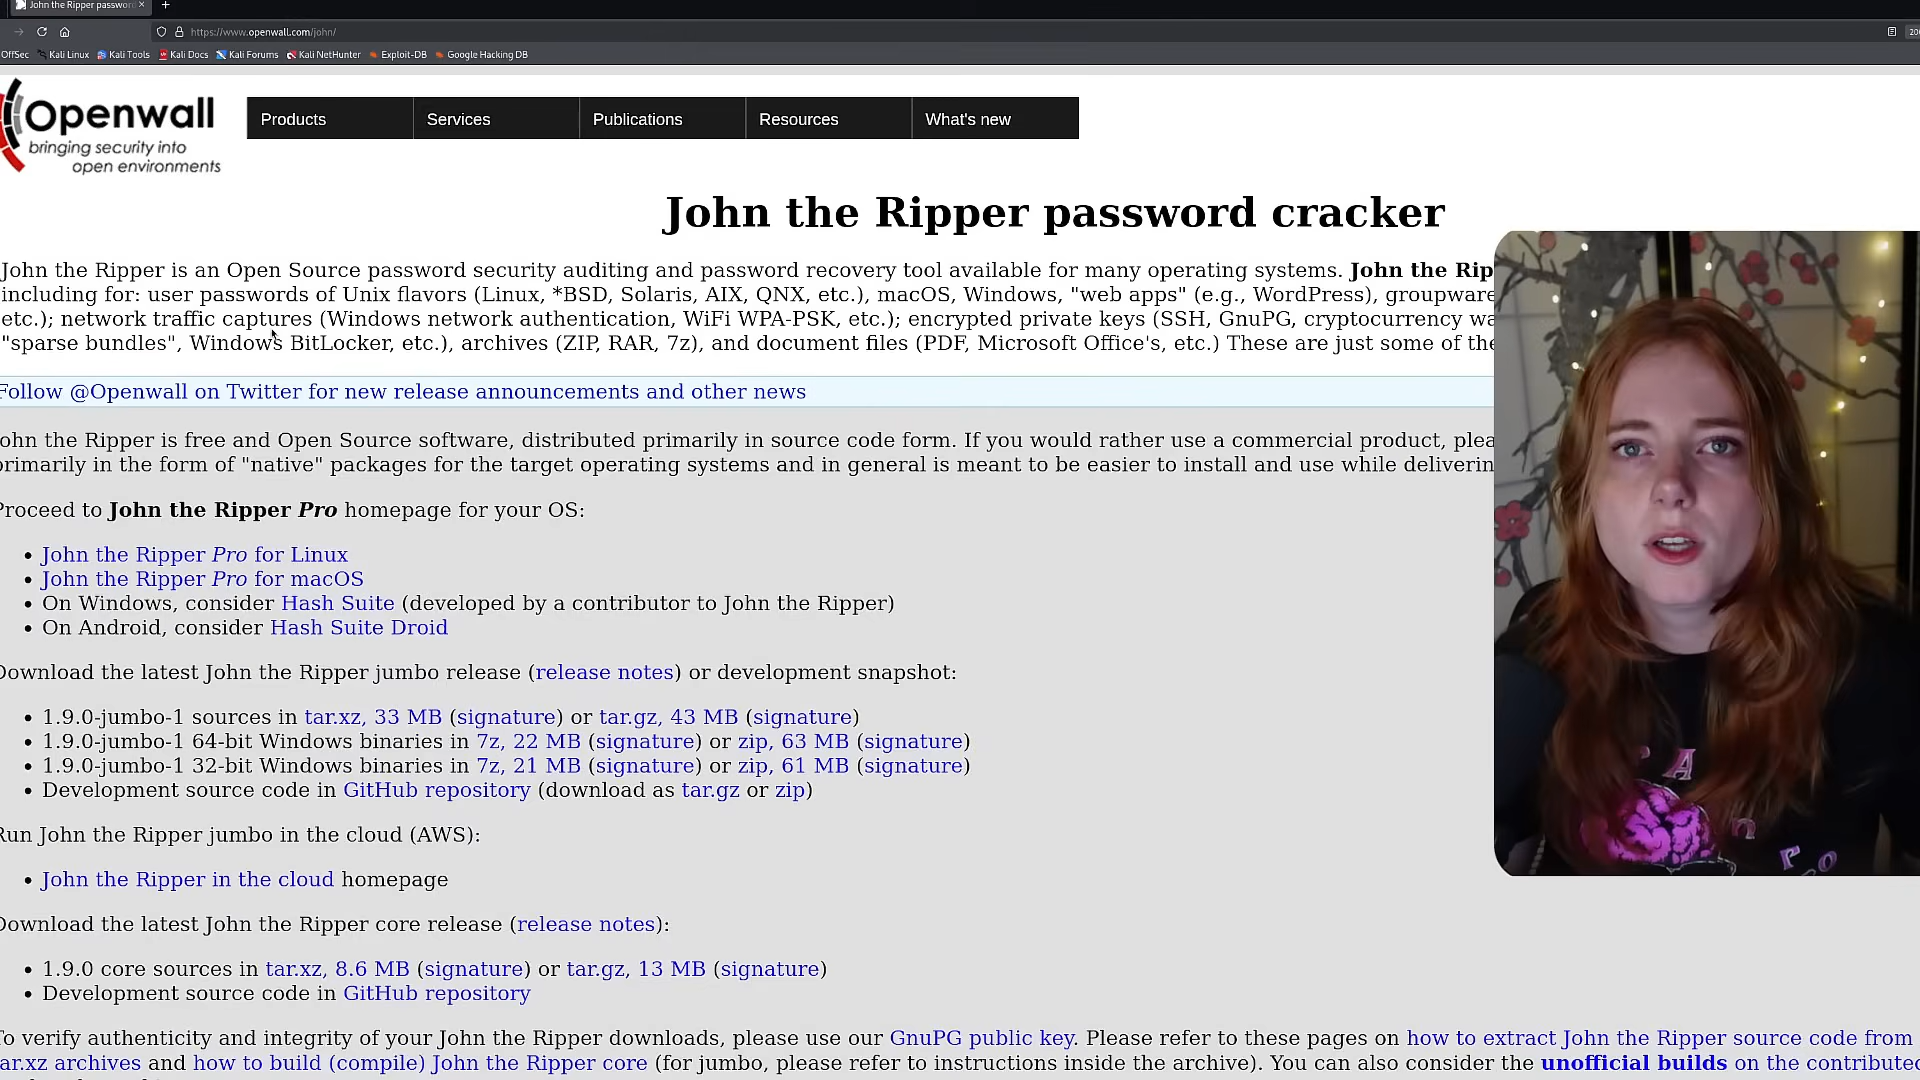 John the Ripper password
https://www.openwall.com/john/
OffSec Kali Linux Kali Tools Kali Docs Kali Forums Kali NetHunter Exploit-DB Google Hacking DB
Openwall
bringing security into
open environments
Products Services Publications Resources What's new
John the Ripper password cracker
John the Ripper is an Open Source password security auditing and password recovery tool available for many operating systems. John the Rip
including for: user passwords of Unix flavors (Linux, *BSD, Solaris, AIX, QNX, etc.), macOS, Windows, "web apps" (e.g., WordPress), groupware
etc.); network traffic captures (Windows network authentication, WiFi WPA-PSK, etc.); encrypted private keys (SSH, GnuPG, cryptocurrency wa
"sparse bundles", Windows BitLocker, etc.), archives (ZIP, RAR, 7z), and document files (PDF, Microsoft Office's, etc.) These are just some of the
Follow @Openwall on Twitter for new release announcements and other news
ohn the Ripper is free and Open Source software, distributed primarily in source code form. If you would rather use a commercial product, plea
primarily in the form of "native" packages for the target operating systems and in general is meant to be easier to install and use while deliverin
Proceed to John the Ripper Pro homepage for your OS:
• John the Ripper Pro for Linux
• John the Ripper Pro for macOS
• On Windows, consider Hash Suite (developed by a contributor to John the Ripper)
• On Android, consider Hash Suite Droid
Download the latest John the Ripper jumbo release (release notes) or development snapshot:
• 1.9.0-jumbo-1 sources in tar.xz, 33 MB (signature) or tar.gz, 43 MB (signature)
• 1.9.0-jumbo-1 64-bit Windows binaries in 7z, 22 MB (signature) or zip, 63 MB (signature)
• 1.9.0-jumbo-1 32-bit Windows binaries in 7z, 21 MB (signature) or zip, 61 MB (signature)
• Development source code in GitHub repository (download as tar.gz or zip)
Run John the Ripper jumbo in the cloud (AWS):
• John the Ripper in the cloud homepage
Download the latest John the Ripper core release (release notes):
• 1.9.0 core sources in tar.xz, 8.6 MB (signature) or tar.gz, 13 MB (signature)
• Development source code in GitHub repository
To verify authenticity and integrity of your John the Ripper downloads, please use our GnuPG public key. Please refer to these pages on how to extract John the Ripper source code from
ar.xz archives and how to build (compile) John the Ripper core (for jumbo, please refer to instructions inside the archive). You can also consider the unofficial builds on the contributed